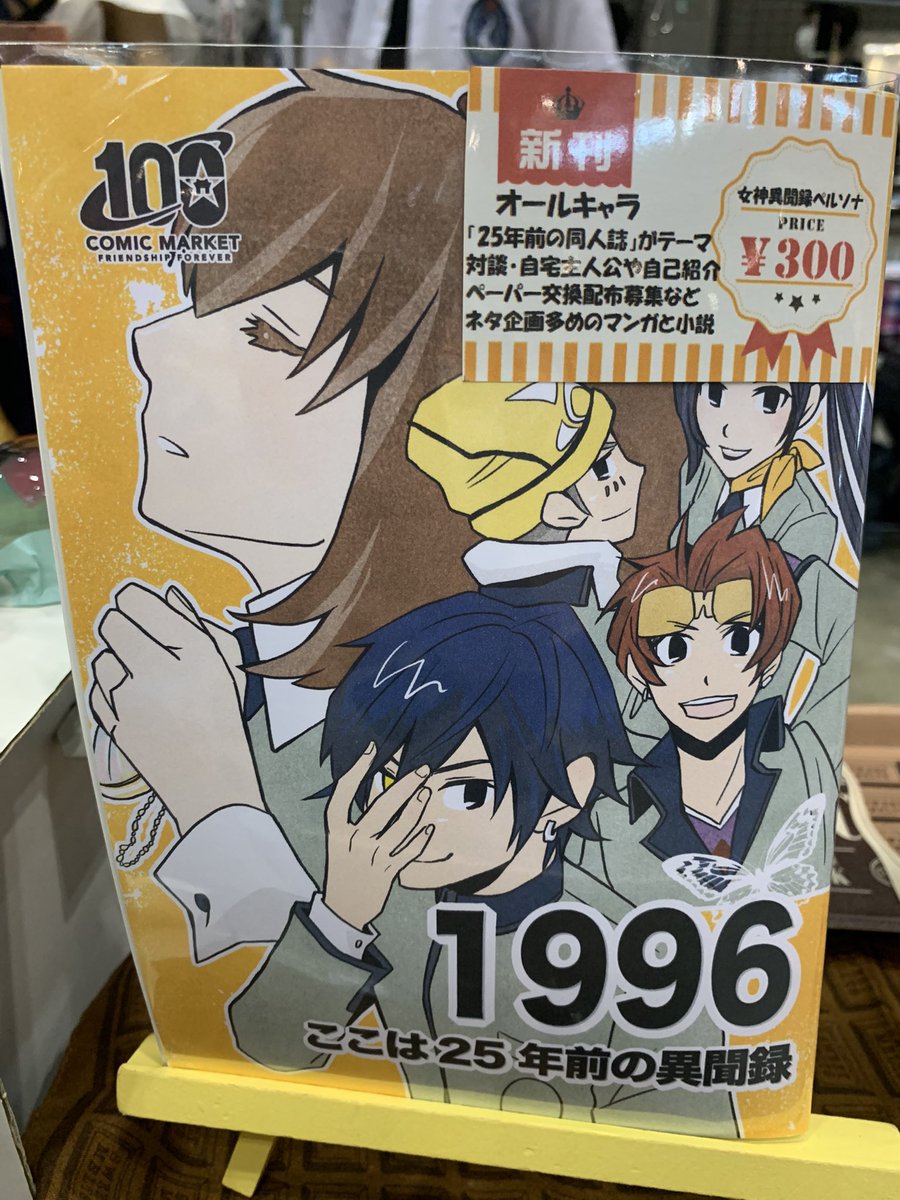 100
COMIC MARKET
FRIENDSHIP FOREVER
新刊
オールキャラ
「25年前の同人誌」がテーマ
対談・自宅主人公や自己紹介
ペーパー交換配布募集など
ネタ企画多めのマンガと小説
女神異聞録ペルソナ
PRICE
¥300
1996
ここは25年前の異聞録